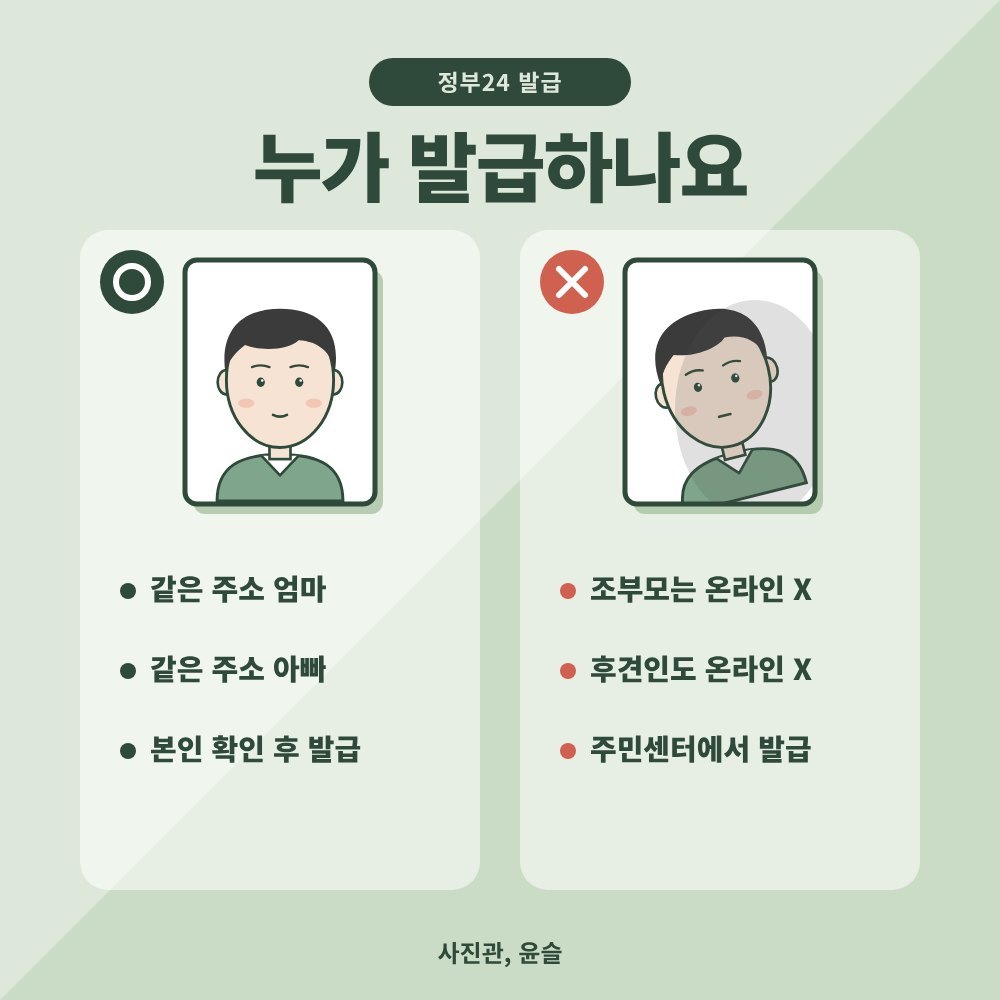 정부24 발급
누가 발급하나요
같은 주소 엄마
같은 주소 아빠
본인 확인 후 발급
조부모는 온라인 X
후견인도 온라인 X
주민센터에서 발급
사진관, 윤슬